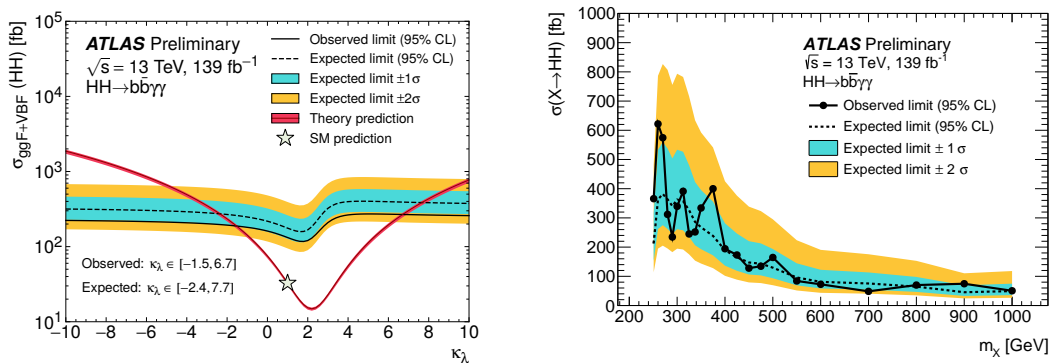 ATLAS Preliminary
√s = 13 TeV, 139 fb⁻¹
HH→bb̄γγ
Observed limit (95% CL)
Expected limit (95% CL)
Expected limit ±1σ
Expected limit ±2σ
Theory prediction
SM prediction
σggF+VBF (HH) [fb]
10⁵
10⁴
10³
10²
10¹
Observed: κλ ∈ [−1.5,6.7]
Expected: κλ ∈ [−2.4,7.7]
−10 −8 −6 −4 −2 0 2 4 6 8 10
κλ
ATLAS Preliminary
√s = 13 TeV, 139 fb⁻¹
HH→bb̄γγ
Observed limit (95% CL)
Expected limit (95% CL)
Expected limit ± 1 σ
Expected limit ± 2 σ
σ(X→HH) [fb]
1000
900
800
700
600
500
400
300
200
100
0
200 300 400 500 600 700 800 900 1000
mX [GeV]